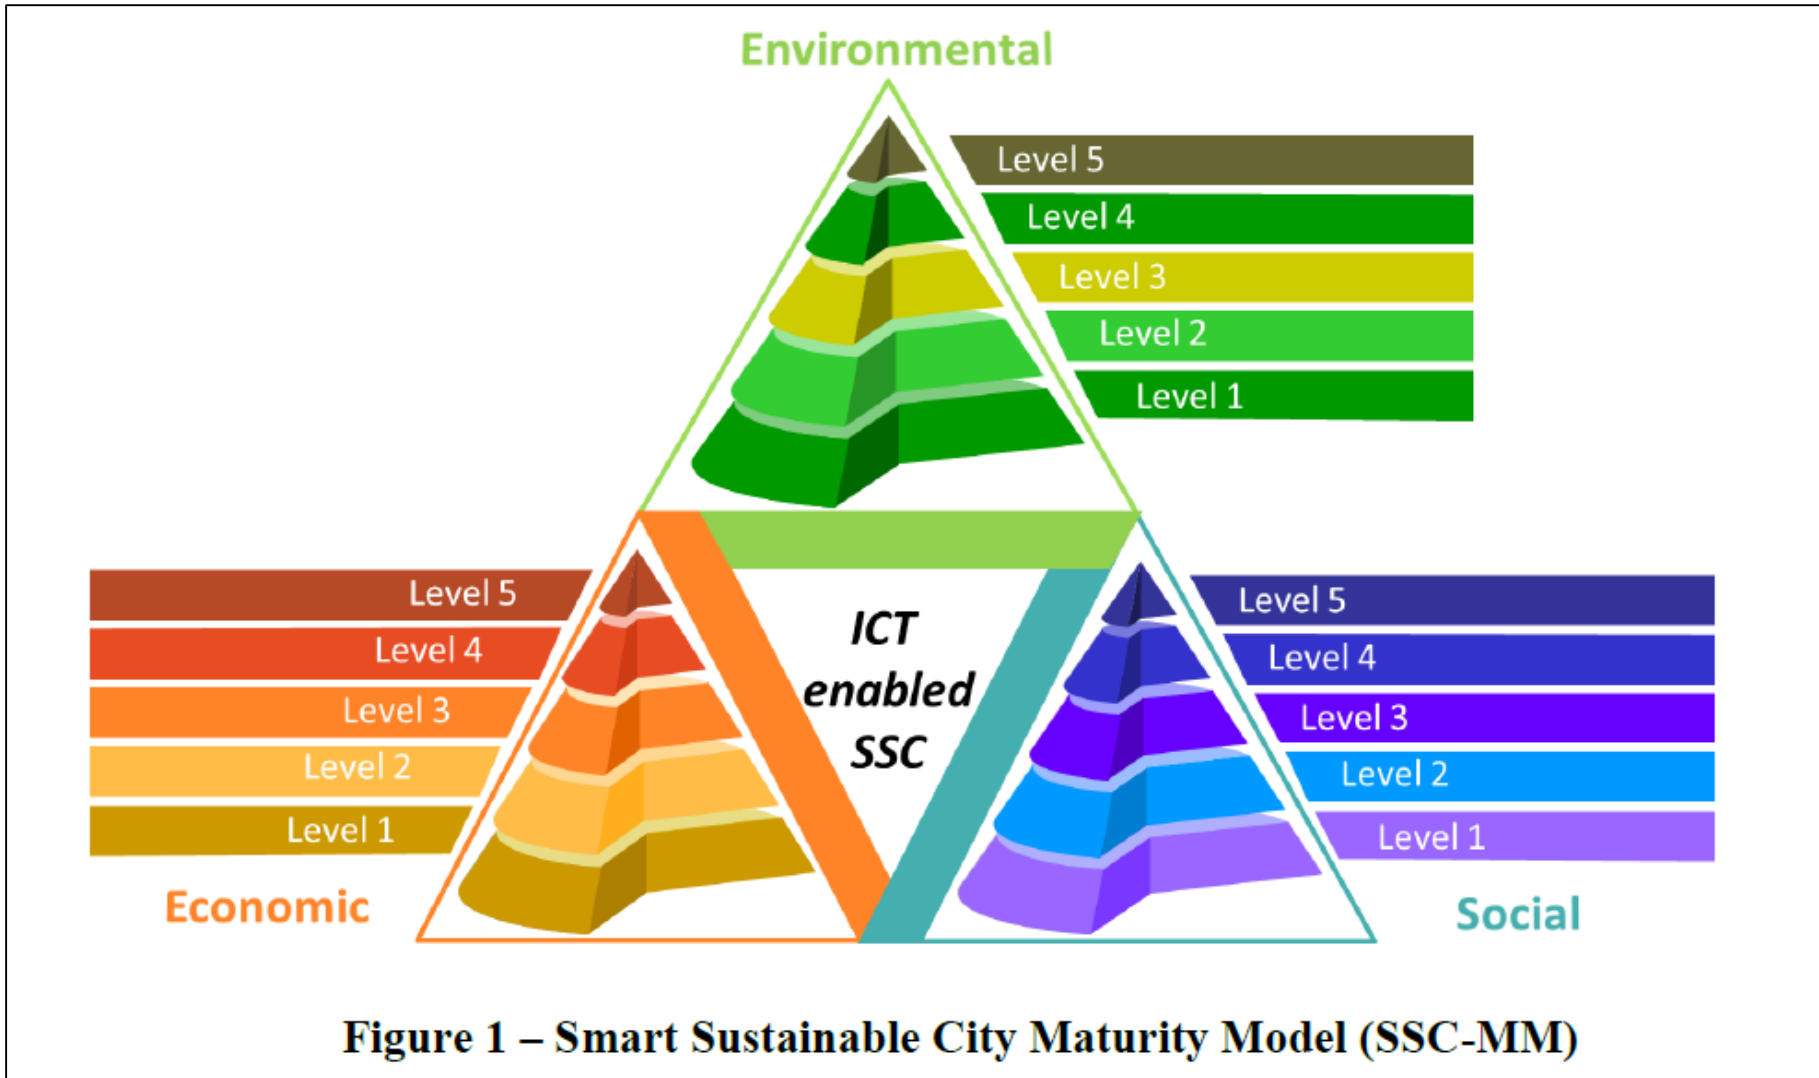 Environmental
Level 5
Level 4
Level 3
Level 2
Level 1
Level 5
Level 4
Level 3
Level 2
Level 1
Economic
ICT
enabled
SSC
Level 5
Level 4
Level 3
Level 2
Level 1
Social
Figure 1 – Smart Sustainable City Maturity Model (SSC-MM)